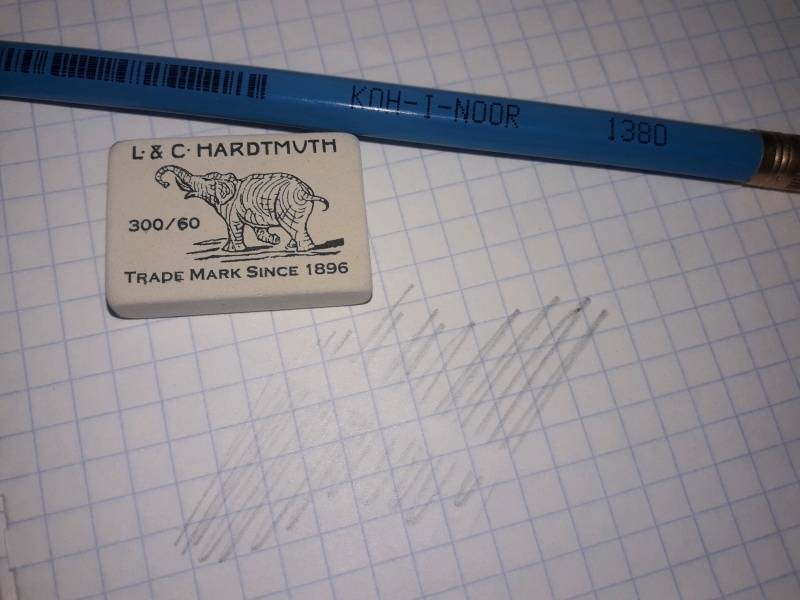 KOH-I-NOOR 1380
L·& C· HARDTMUTH
300/60
TRADE MARK SINCE 1896